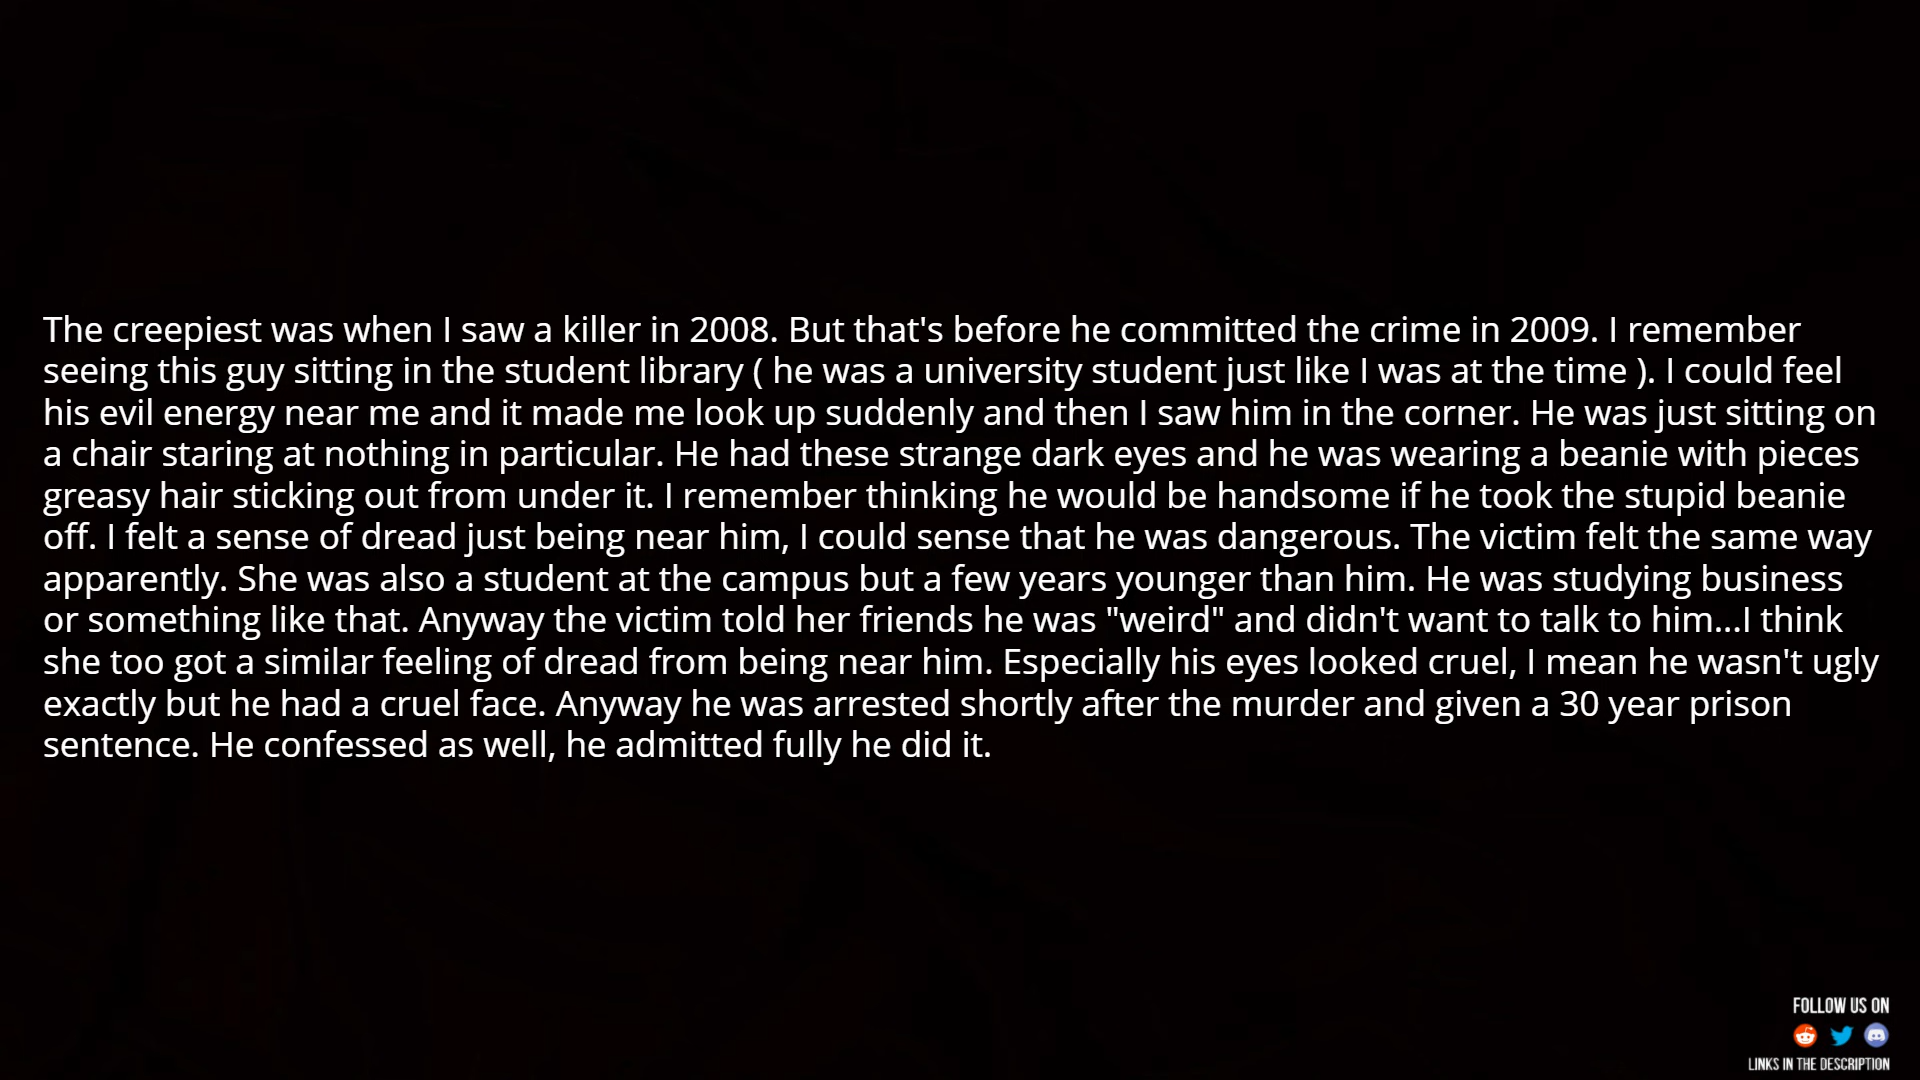 The creepiest was when I saw a killer in 2008. But that's before he committed the crime in 2009. I remember
seeing this guy sitting in the student library ( he was a university student just like I was at the time ). I could feel
his evil energy near me and it made me look up suddenly and then I saw him in the corner. He was just sitting on
a chair staring at nothing in particular. He had these strange dark eyes and he was wearing a beanie with pieces
greasy hair sticking out from under it. I remember thinking he would be handsome if he took the stupid beanie
off. I felt a sense of dread just being near him, I could sense that he was dangerous. The victim felt the same way
apparently. She was also a student at the campus but a few years younger than him. He was studying business
or something like that. Anyway the victim told her friends he was "weird" and didn't want to talk to him...I think
she too got a similar feeling of dread from being near him. Especially his eyes looked cruel, I mean he wasn't ugly
exactly but he had a cruel face. Anyway he was arrested shortly after the murder and given a 30 year prison
sentence. He confessed as well, he admitted fully he did it.
FOLLOW US ON
LINKS IN THE DESCRIPTION